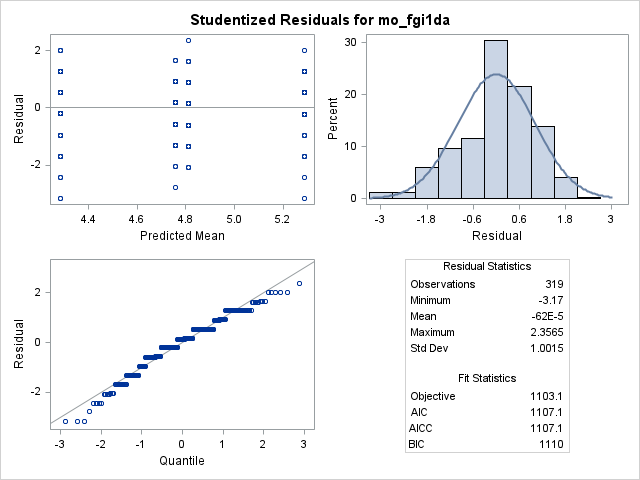 Studentized Residuals for mo_fgi1da
2
0
-2
Residual
4.4 4.6 4.8 5.0 5.2
Predicted Mean
30
20
10
0
Percent
-3 -1.8 -0.6 0.6 1.8 3
Residual
2
0
-2
Residual
-3 -2 -1 0 1 2 3
Quantile
Residual Statistics
Observations 319
Minimum -3.17
Mean -62E-5
Maximum 2.3565
Std Dev 1.0015
Fit Statistics
Objective 1103.1
AIC 1107.1
AICC 1107.1
BIC 1110